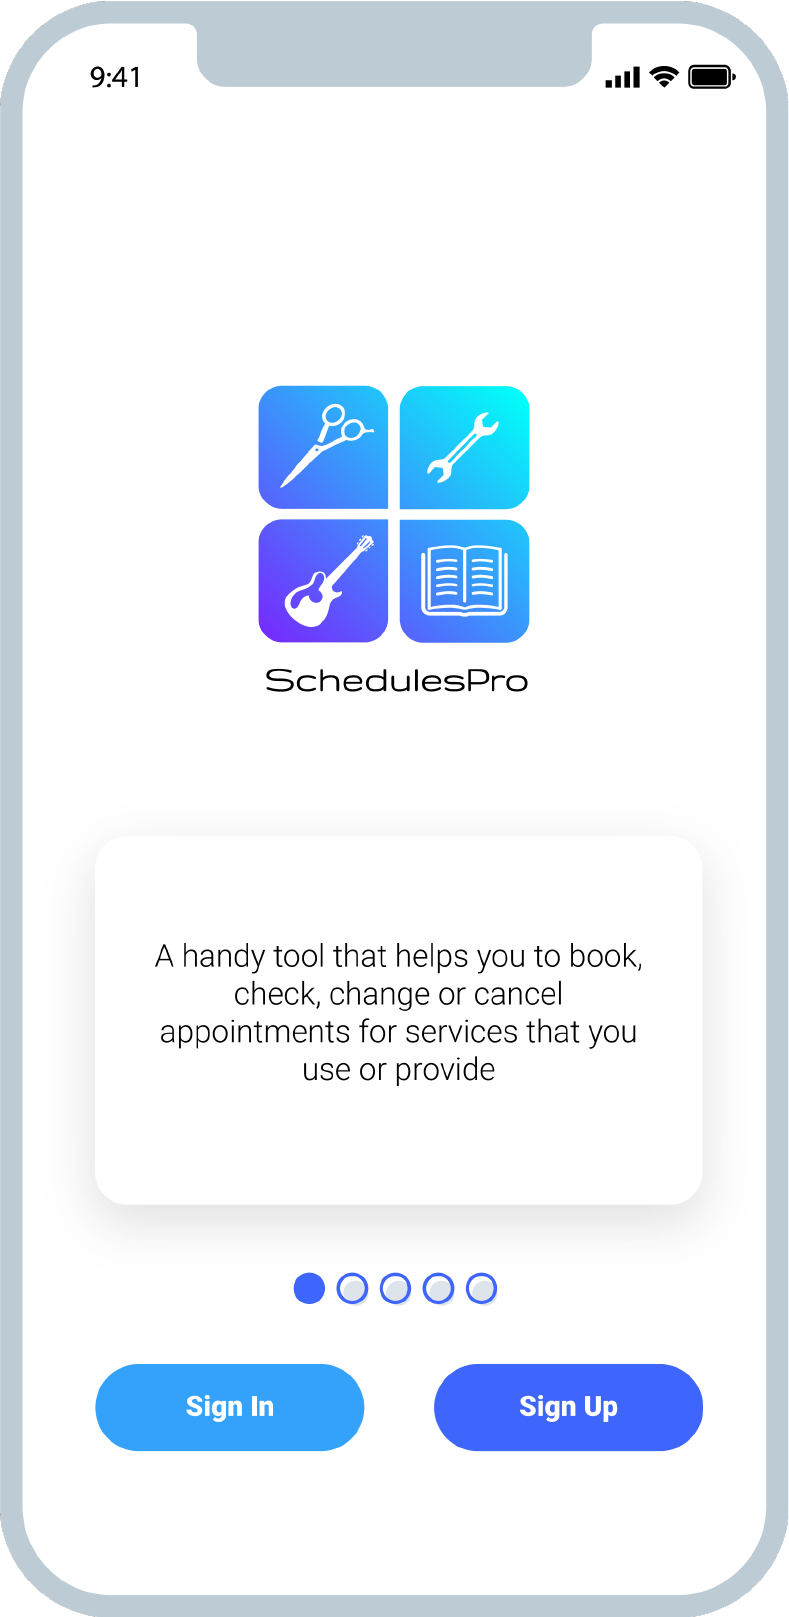 9:41
SchedulesPro
A handy tool that helps you to book,
check, change or cancel
appointments for services that you
use or provide
Sign In
Sign Up